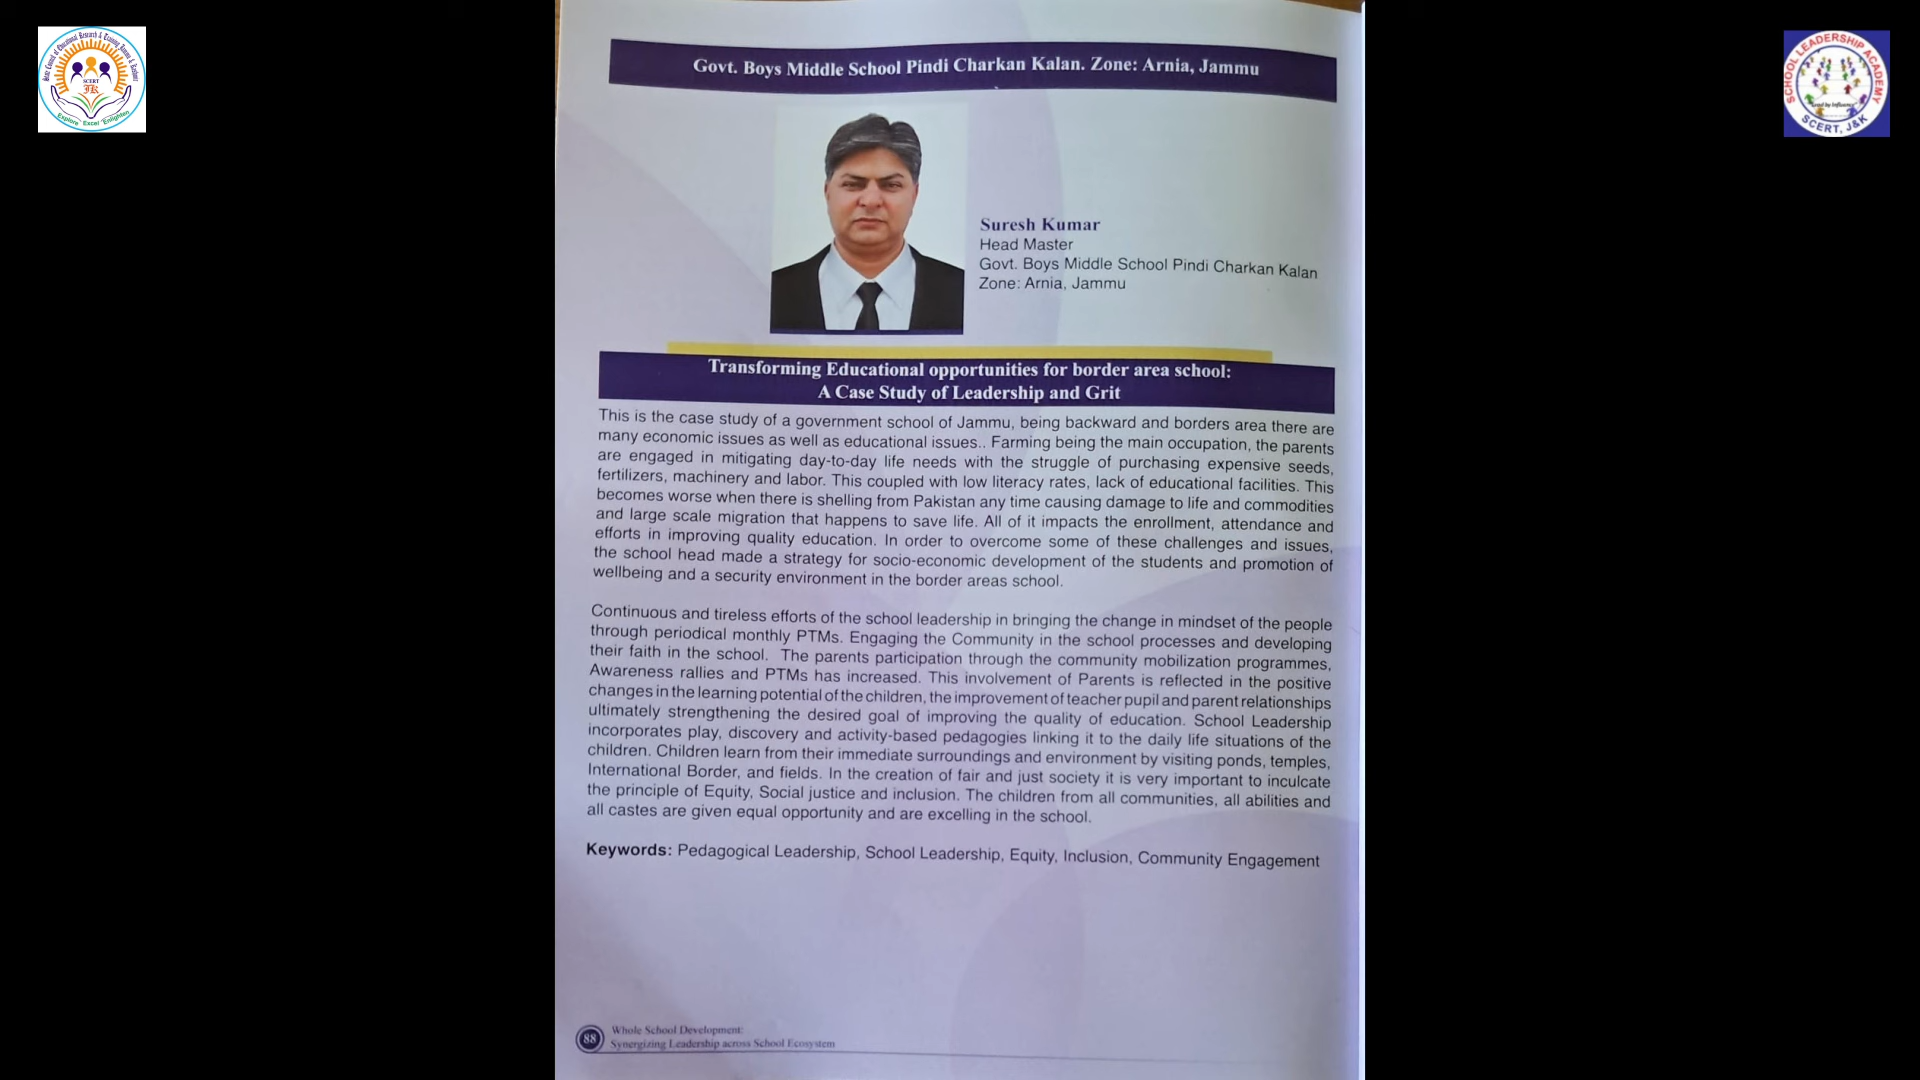 State Council of Educational Research & Training Jammu & Kashmir
SCERT
JK
Explore Excel Enlighten
SCHOOL LEADERSHIP ACADEMY
Lead by Influence
SCERT, J&K
Govt. Boys Middle School Pindi Charkan Kalan. Zone: Arnia, Jammu
Suresh Kumar
Head Master
Govt. Boys Middle School Pindi Charkan Kalan
Zone: Arnia, Jammu
Transforming Educational opportunities for border area school:
A Case Study of Leadership and Grit
This is the case study of a government school of Jammu, being backward and borders area there are
many economic issues as well as educational issues.. Farming being the main occupation, the parents
are engaged in mitigating day-to-day life needs with the struggle of purchasing expensive seeds,
fertilizers, machinery and labor. This coupled with low literacy rates, lack of educational facilities. This
becomes worse when there is shelling from Pakistan any time causing damage to life and commodities
and large scale migration that happens to save life. All of it impacts the enrollment, attendance and
efforts in improving quality education. In order to overcome some of these challenges and issues,
the school head made a strategy for socio-economic development of the students and promotion of
wellbeing and a security environment in the border areas school.
Continuous and tireless efforts of the school leadership in bringing the change in mindset of the people
through periodical monthly PTMs. Engaging the Community in the school processes and developing
their faith in the school. The parents participation through the community mobilization programmes,
Awareness rallies and PTMs has increased. This involvement of Parents is reflected in the positive
changes in the learning potential of the children, the improvement of teacher pupil and parent relationships
ultimately strengthening the desired goal of improving the quality of education. School Leadership
incorporates play, discovery and activity-based pedagogies linking it to the daily life situations of the
children. Children learn from their immediate surroundings and environment by visiting ponds, temples,
International Border, and fields. In the creation of fair and just society it is very important to inculcate
the principle of Equity, Social justice and inclusion. The children from all communities, all abilities and
all castes are given equal opportunity and are excelling in the school.
Keywords: Pedagogical Leadership, School Leadership, Equity, Inclusion, Community Engagement
88
Whole School Development:
Synergizing Leadership across School Ecosystem